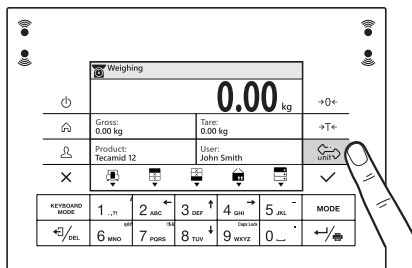 Weighing
0.00 kg
→0←
Gross:
0.00 kg
Tare:
0.00 kg
→T←
Product:
Tecamid 12
User:
John Smith
unit
KEYBOARD
MODE
1 .,?!
2 ABC
3 DEF
4 GHI
5 JKL
MODE
DEL
6 MNO
7 PQRS
8 TUV
Caps Lock
9 WXYZ
0